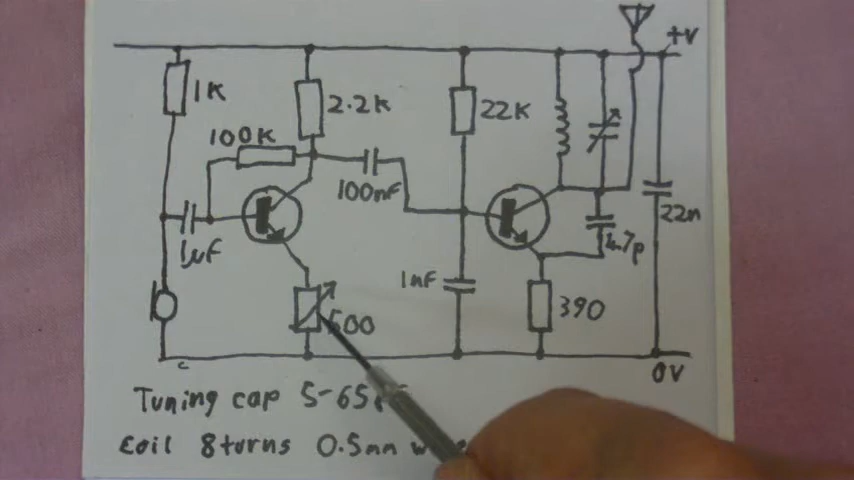 +V
1K
2.2K
22K
100K
100nF
22n
1uF
4.7p
1nF
390
500
0V
Tuning cap 5-65
coil 8turns 0.5mm